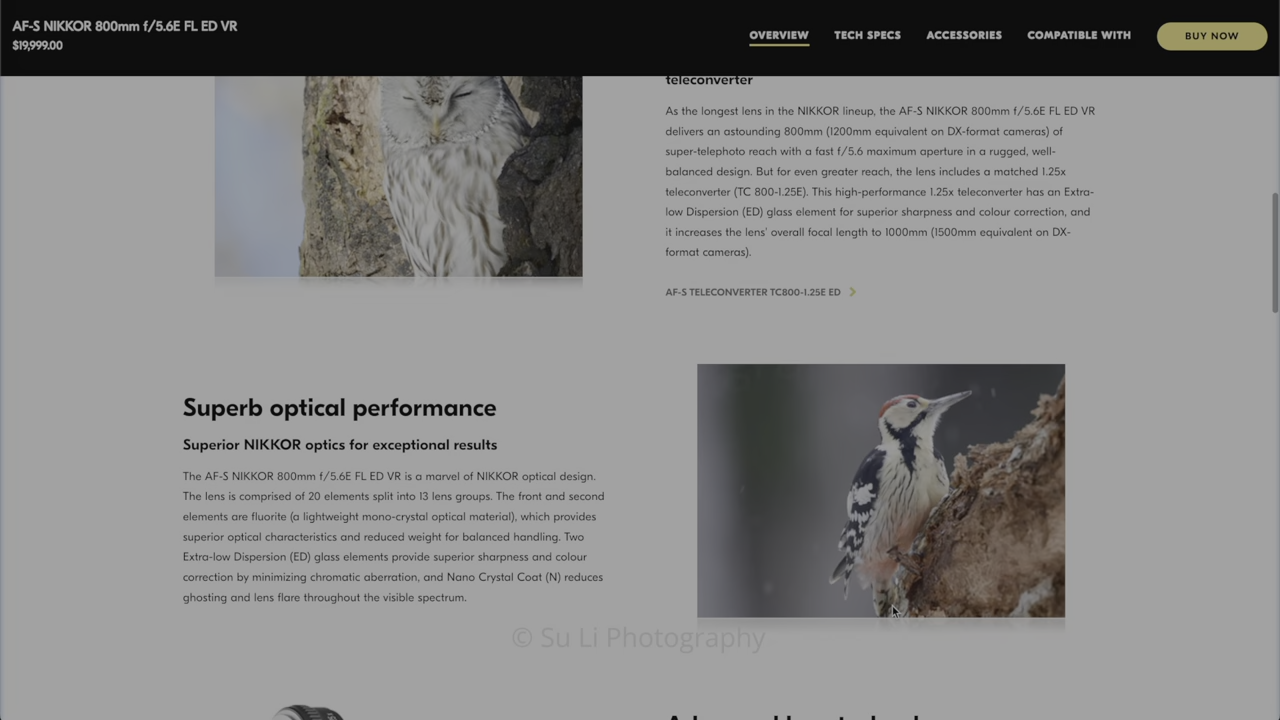 AF-S NIKKOR 800mm f/5.6E FL ED VR
$19,999.00
OVERVIEW
TECH SPECS
ACCESSORIES
COMPATIBLE WITH
BUY NOW
teleconverter
As the longest lens in the NIKKOR lineup, the AF-S NIKKOR 800mm f/5.6E FL ED VR
delivers an astounding 800mm (1200mm equivalent on DX-format cameras) of
super-telephoto reach with a fast f/5.6 maximum aperture in a rugged, well-
balanced design. But for even greater reach, the lens includes a matched 1.25x
teleconverter (TC 800-1.25E). This high-performance 1.25x teleconverter has an Extra-
low Dispersion (ED) glass element for superior sharpness and colour correction, and
it increases the lens' overall focal length to 1000mm (1500mm equivalent on DX-
format cameras).
AF-S TELECONVERTER TC800-1.25E ED
Superb optical performance
Superior NIKKOR optics for exceptional results
The AF-S NIKKOR 800mm f/5.6E FL ED VR is a marvel of NIKKOR optical design.
The lens is comprised of 20 elements split into 13 lens groups. The front and second
elements are fluorite (a lightweight mono-crystal optical material), which provides
superior optical characteristics and reduced weight for balanced handling. Two
Extra-low Dispersion (ED) glass elements provide superior sharpness and colour
correction by minimizing chromatic aberration, and Nano Crystal Coat (N) reduces
ghosting and lens flare throughout the visible spectrum.
© Su Li Photography